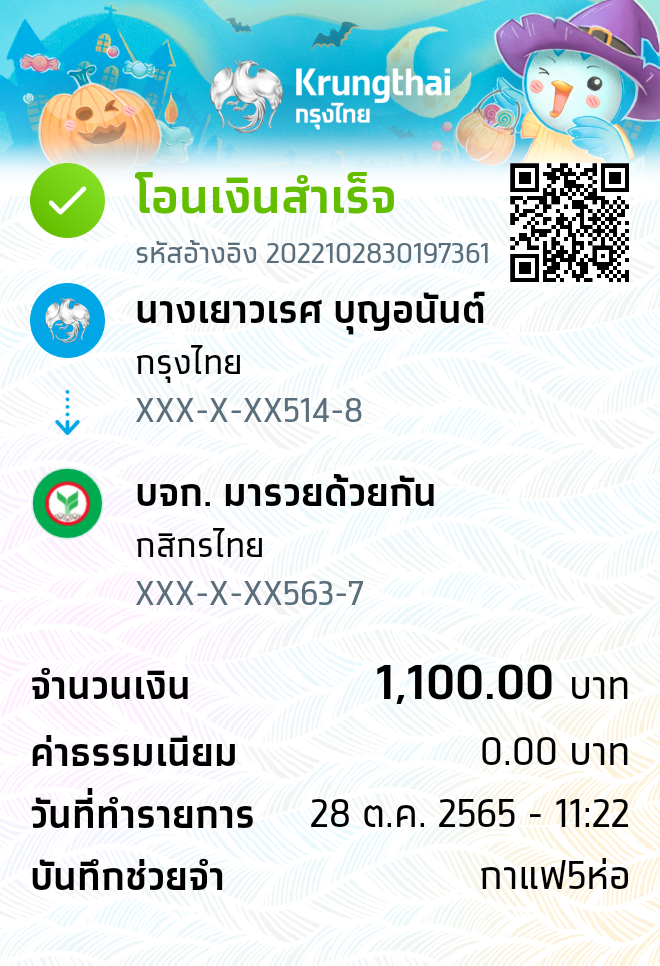 Krungthai
กรุงไทย
โอนเงินสำเร็จ
รหัสอ้างอิง 2022102830197361
นางเยาวเรศ บุญอนันต์
กรุงไทย
XXX-X-XX514-8
บจก. มารวยด้วยกัน
กสิกรไทย
XXX-X-XX563-7
จำนวนเงิน 1,100.00 บาท
ค่าธรรมเนียม 0.00 บาท
วันที่ทำรายการ 28 ต.ค. 2565 - 11:22
บันทึกช่วยจำ กาแฟ5ห่อ